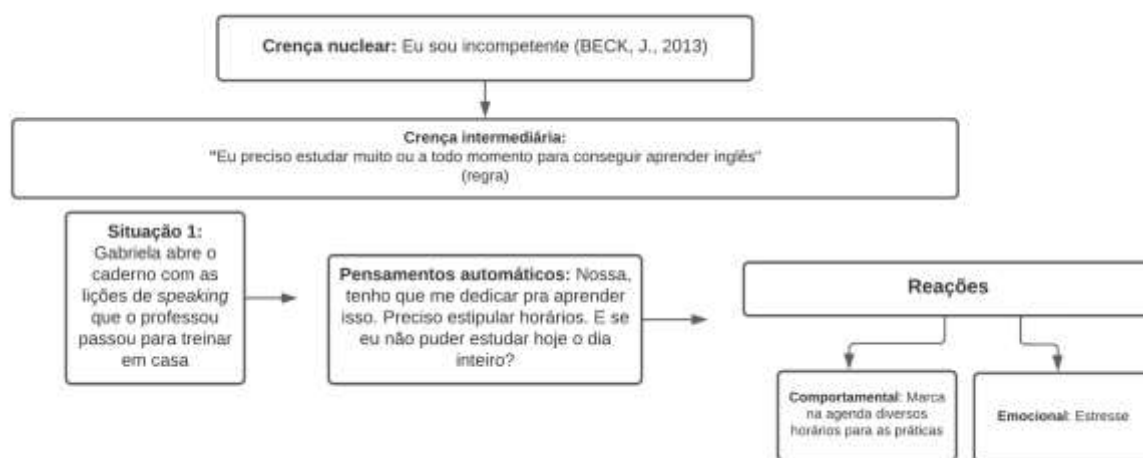 Crença nuclear: Eu sou incompetente (BECK, J., 2013)
Crença intermediária:
"Eu preciso estudar muito ou a todo momento para conseguir aprender inglês"
(regra)
Situação 1:
Gabriela abre o
caderno com as
lições de speaking
que o professou
passou para treinar
em casa
Pensamentos automáticos: Nossa,
tenho que me dedicar pra aprender
isso. Preciso estipular horários. E se
eu não puder estudar hoje o dia
inteiro?
Reações
Comportamental: Marca
na agenda diversos
horários para as práticas
Emocional: Estresse